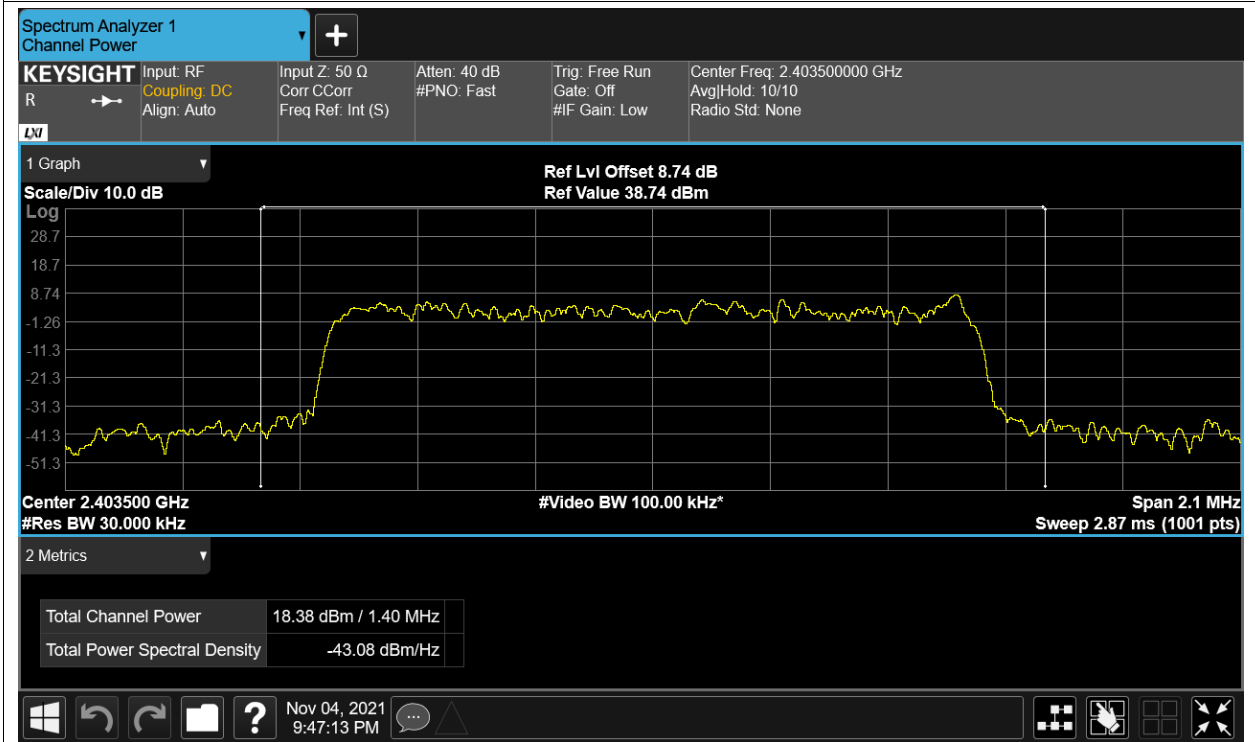 Spectrum Analyzer 1
Channel Power
KEYSIGHT
R
LXI
Input: RF
Coupling: DC
Align: Auto
Input Z: 50 Ω
Corr CCorr
Freq Ref: Int (S)
Atten: 40 dB
#PNO: Fast
Trig: Free Run
Gate: Off
#IF Gain: Low
Center Freq: 2.403500000 GHz
Avg|Hold: 10/10
Radio Std: None
1 Graph
Scale/Div 10.0 dB
Ref Lvl Offset 8.74 dB
Ref Value 38.74 dBm
Log
28.7
18.7
8.74
-1.26
-11.3
-21.3
-31.3
-41.3
-51.3
Center 2.403500 GHz
#Res BW 30.000 kHz
#Video BW 100.00 kHz*
Span 2.1 MHz
Sweep 2.87 ms (1001 pts)
2 Metrics
Total Channel Power 18.38 dBm / 1.40 MHz
Total Power Spectral Density -43.08 dBm/Hz
?
Nov 04, 2021
9:47:13 PM